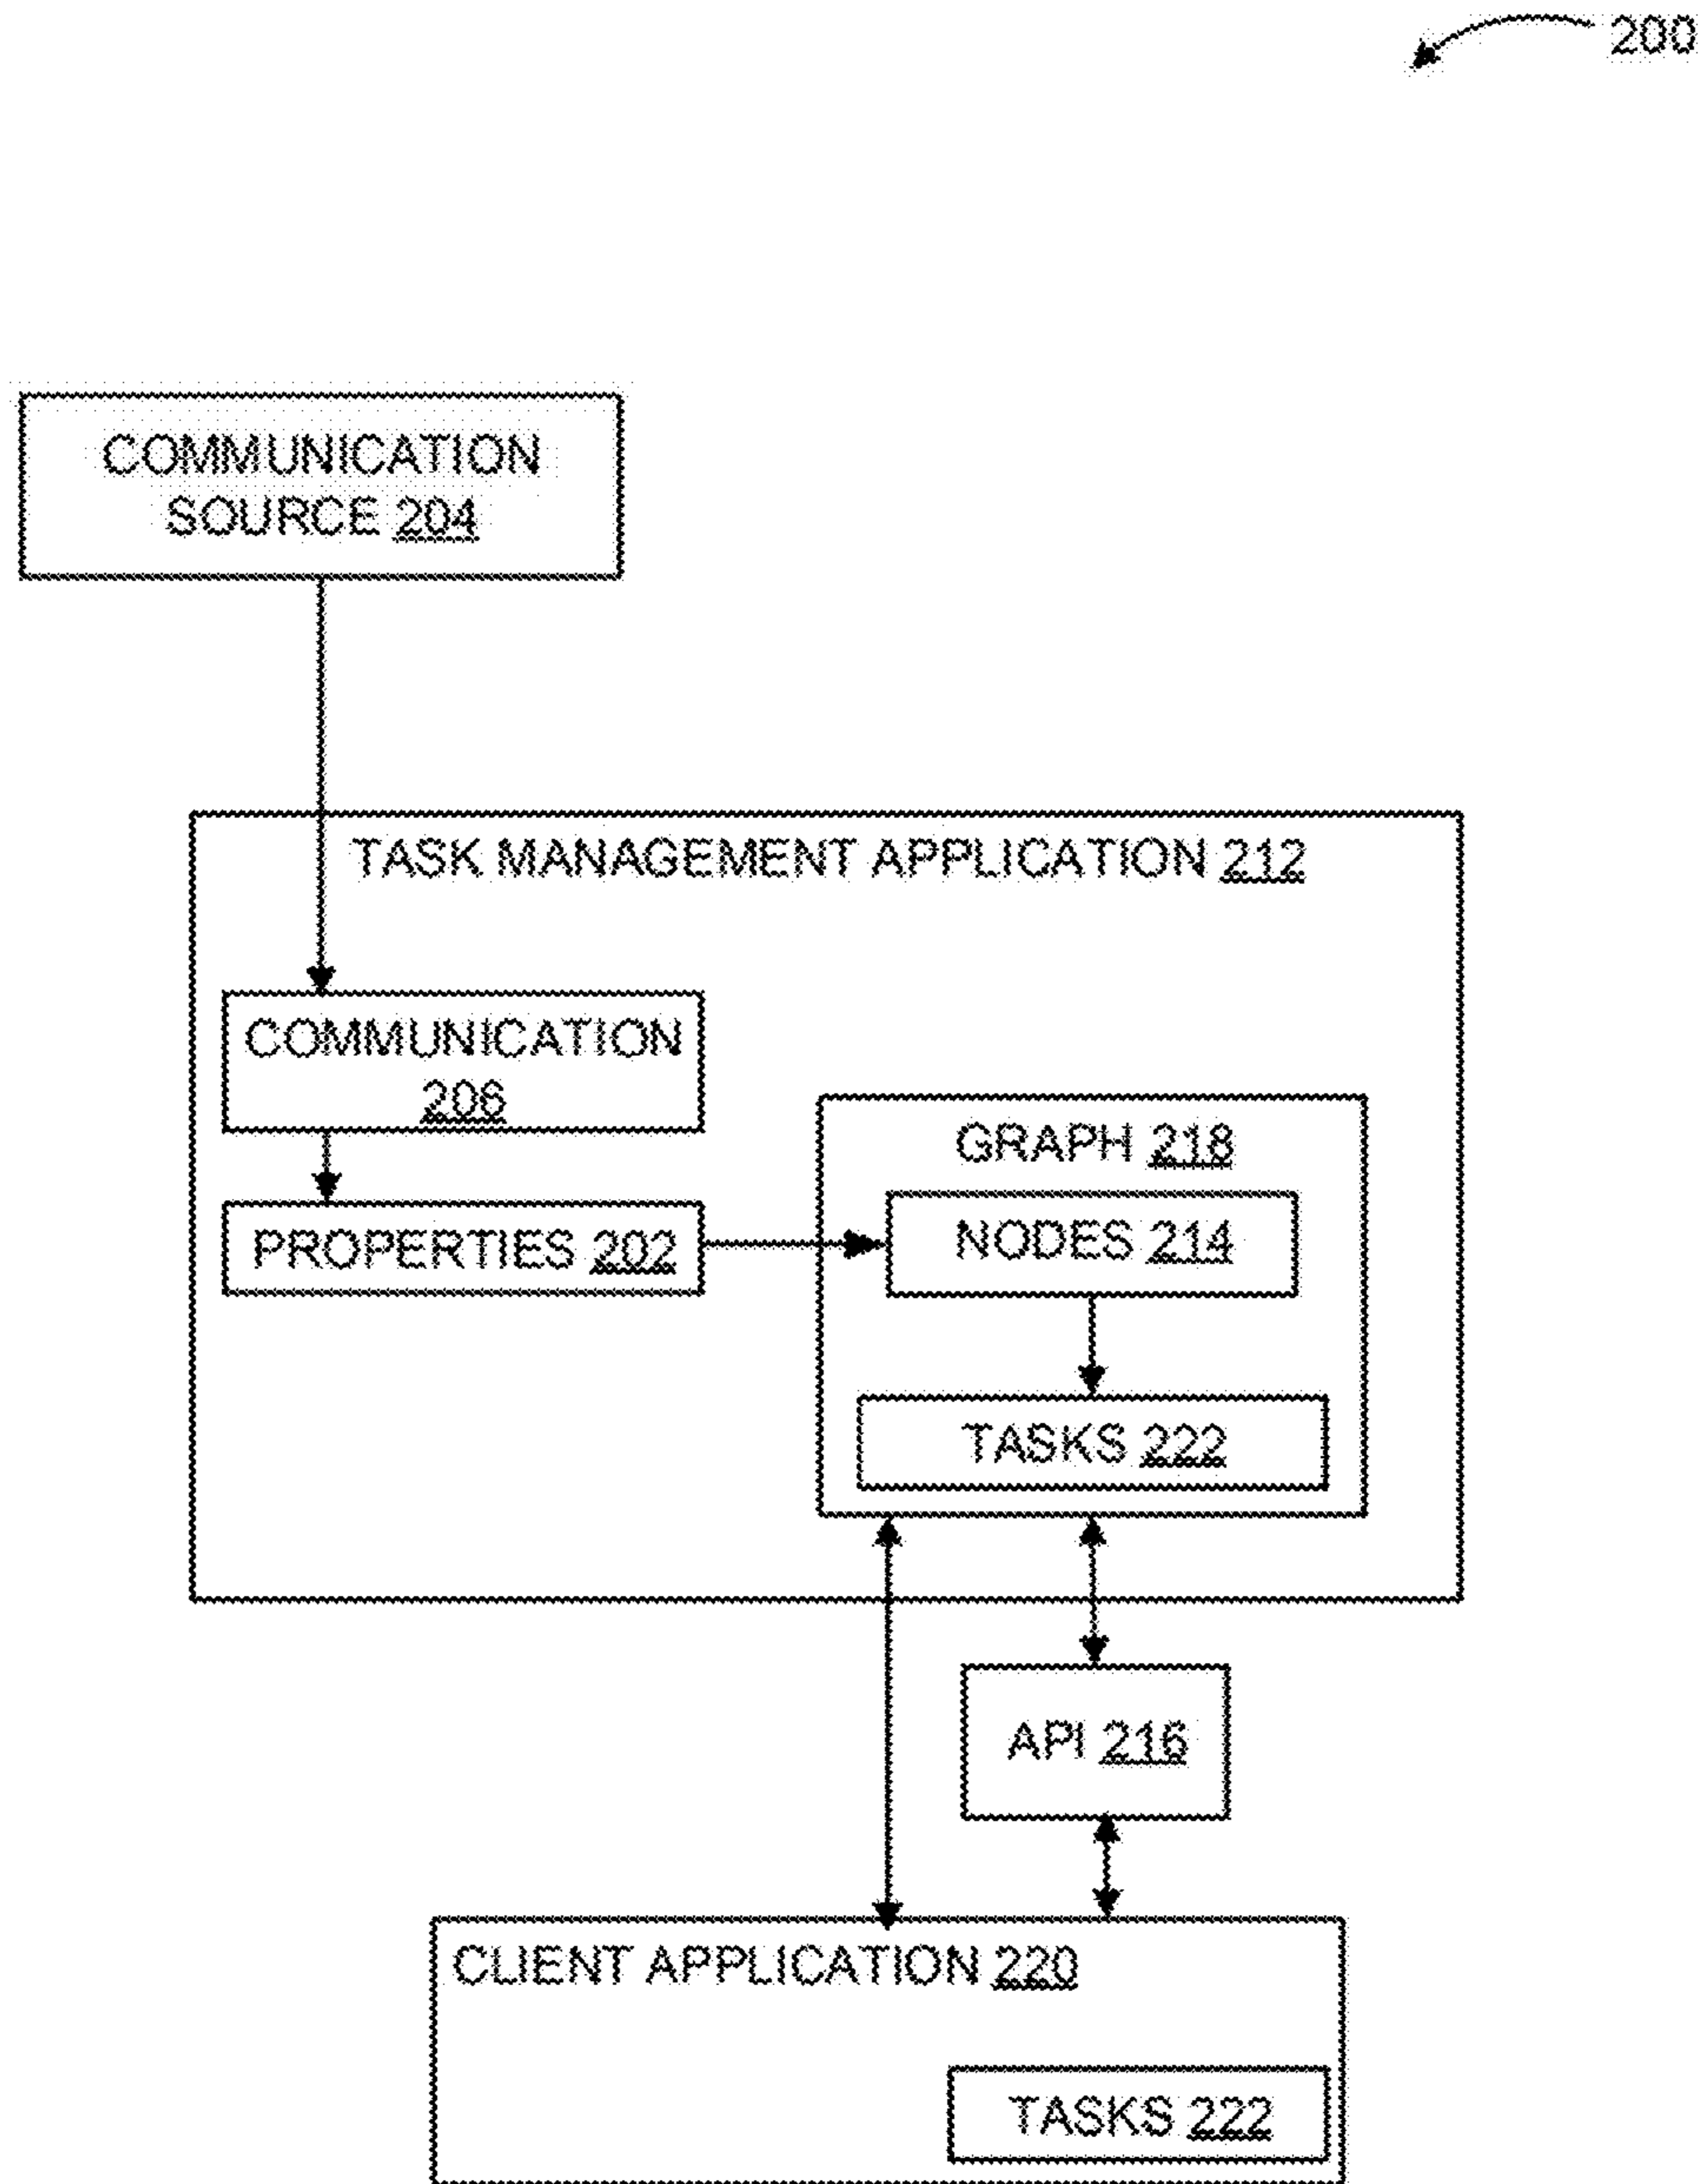 200
COMMUNICATION
SOURCE 204
TASK MANAGEMENT APPLICATION 212
COMMUNICATION
206
GRAPH 218
PROPERTIES 202
NODES 214
TASKS 222
API 216
CLIENT APPLICATION 220
TASKS 222